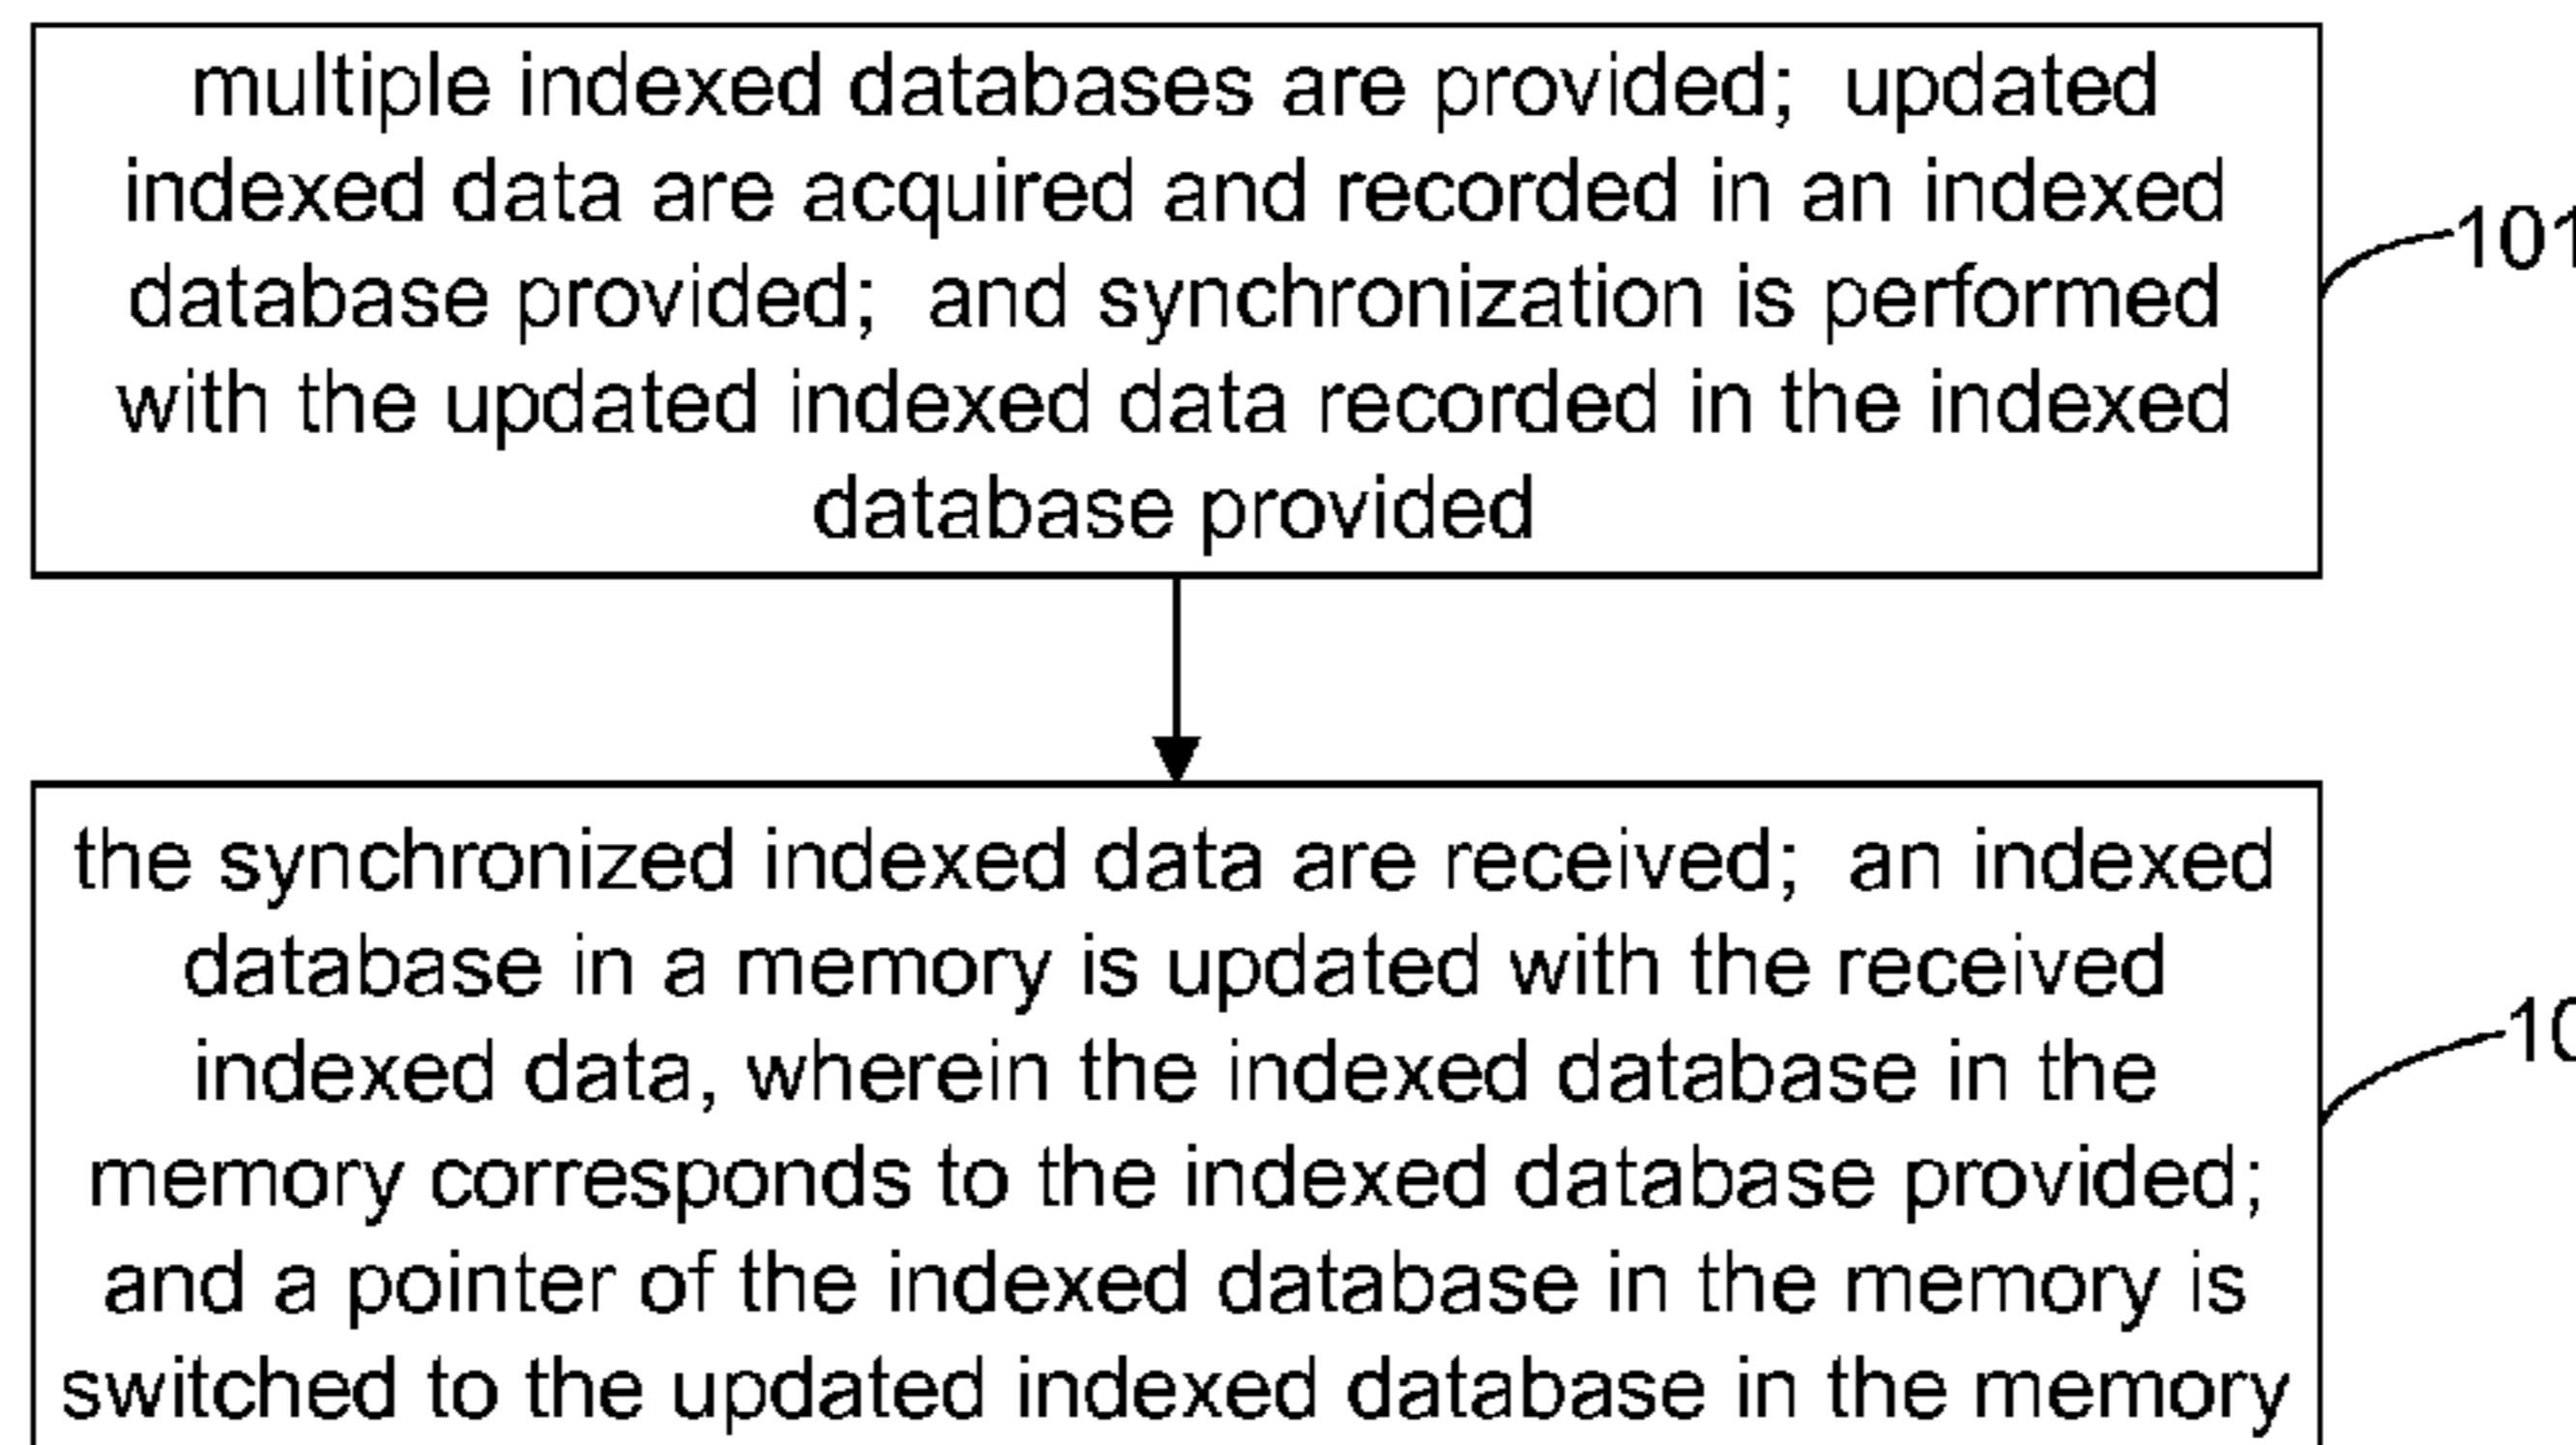 multiple indexed databases are provided; updated
indexed data are acquired and recorded in an indexed
database provided; and synchronization is performed
with the updated indexed data recorded in the indexed
database provided
101
the synchronized indexed data are received; an indexed
database in a memory is updated with the received
indexed data, wherein the indexed database in the
memory corresponds to the indexed database provided;
and a pointer of the indexed database in the memory is
switched to the updated indexed database in the memory